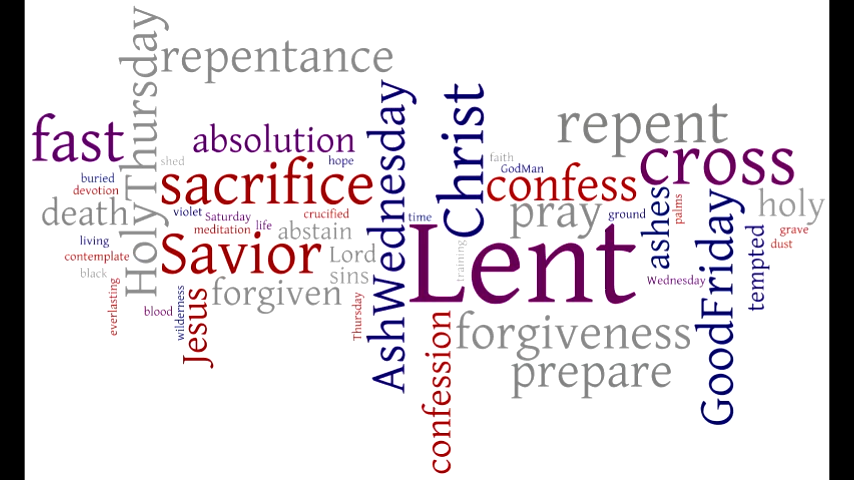 HolyThursday
repentance
fast
absolution
AshWednesday
Christ
repent
cross
shed
hope
faith
GodMan
buried
devotion
sacrifice
confess
death
violet
Saturday
crucified
time
pray
ground
ashes
palms
holy
living
meditation
life
abstain
grave
dust
contemplate
Savior
Lord
training
Lent
GoodFriday
tempted
black
sins
Wednesday
everlasting
blood
wilderness
Jesus
forgiven
Thursday
confession
forgiveness
prepare